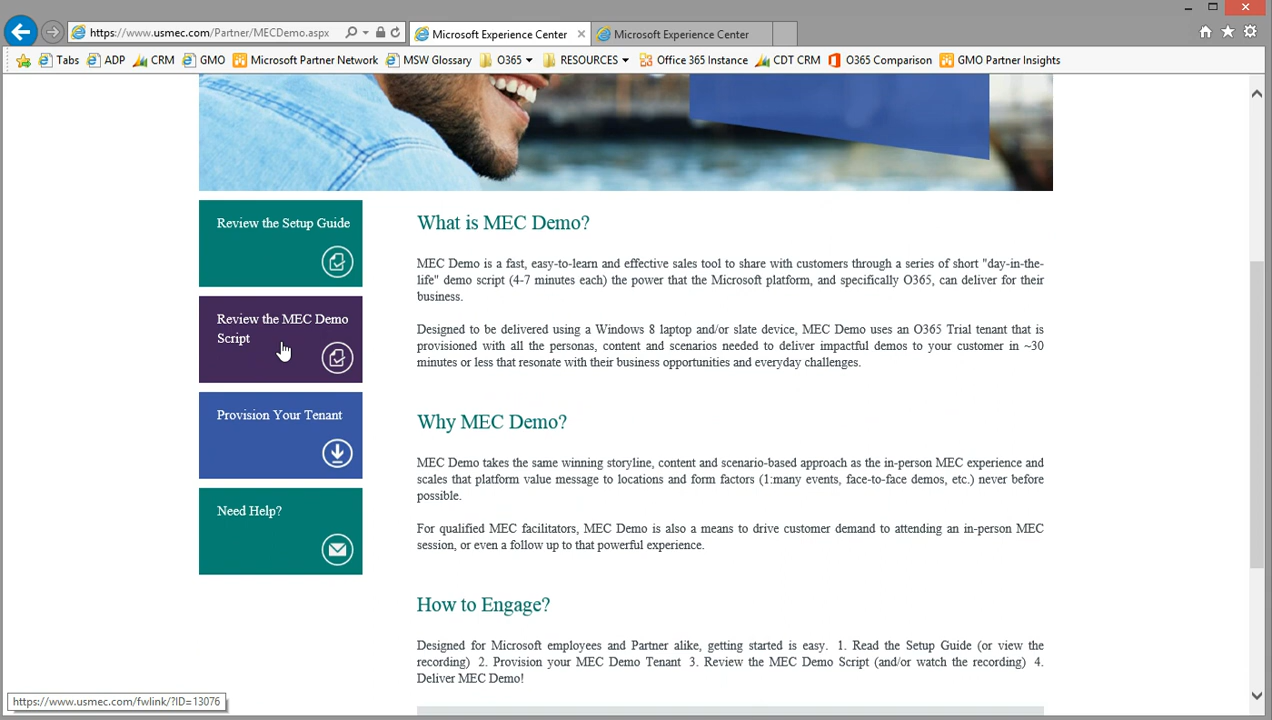 https://www.usmec.com/Partner/MECDemo.aspx
Microsoft Experience Center
Microsoft Experience Center
Tabs ADP CRM GMO Microsoft Partner Network MSW Glossary O365 RESOURCES Office 365 Instance CDT CRM O365 Comparison GMO Partner Insights
Review the Setup Guide
Review the MEC Demo
Script
Provision Your Tenant
Need Help?
What is MEC Demo?
MEC Demo is a fast, easy-to-learn and effective sales tool to share with customers through a series of short "day-in-the-
life" demo script (4-7 minutes each) the power that the Microsoft platform, and specifically O365, can deliver for their
business.
Designed to be delivered using a Windows 8 laptop and/or slate device, MEC Demo uses an O365 Trial tenant that is
provisioned with all the personas, content and scenarios needed to deliver impactful demos to your customer in ~30
minutes or less that resonate with their business opportunities and everyday challenges.
Why MEC Demo?
MEC Demo takes the same winning storyline, content and scenario-based approach as the in-person MEC experience and
scales that platform value message to locations and form factors (1:many events, face-to-face demos, etc.) never before
possible.
For qualified MEC facilitators, MEC Demo is also a means to drive customer demand to attending an in-person MEC
session, or even a follow up to that powerful experience.
How to Engage?
Designed for Microsoft employees and Partner alike, getting started is easy. 1. Read the Setup Guide (or view the
recording) 2. Provision your MEC Demo Tenant 3. Review the MEC Demo Script (and/or watch the recording) 4.
Deliver MEC Demo!
https://www.usmec.com/fwlink/?ID=13076